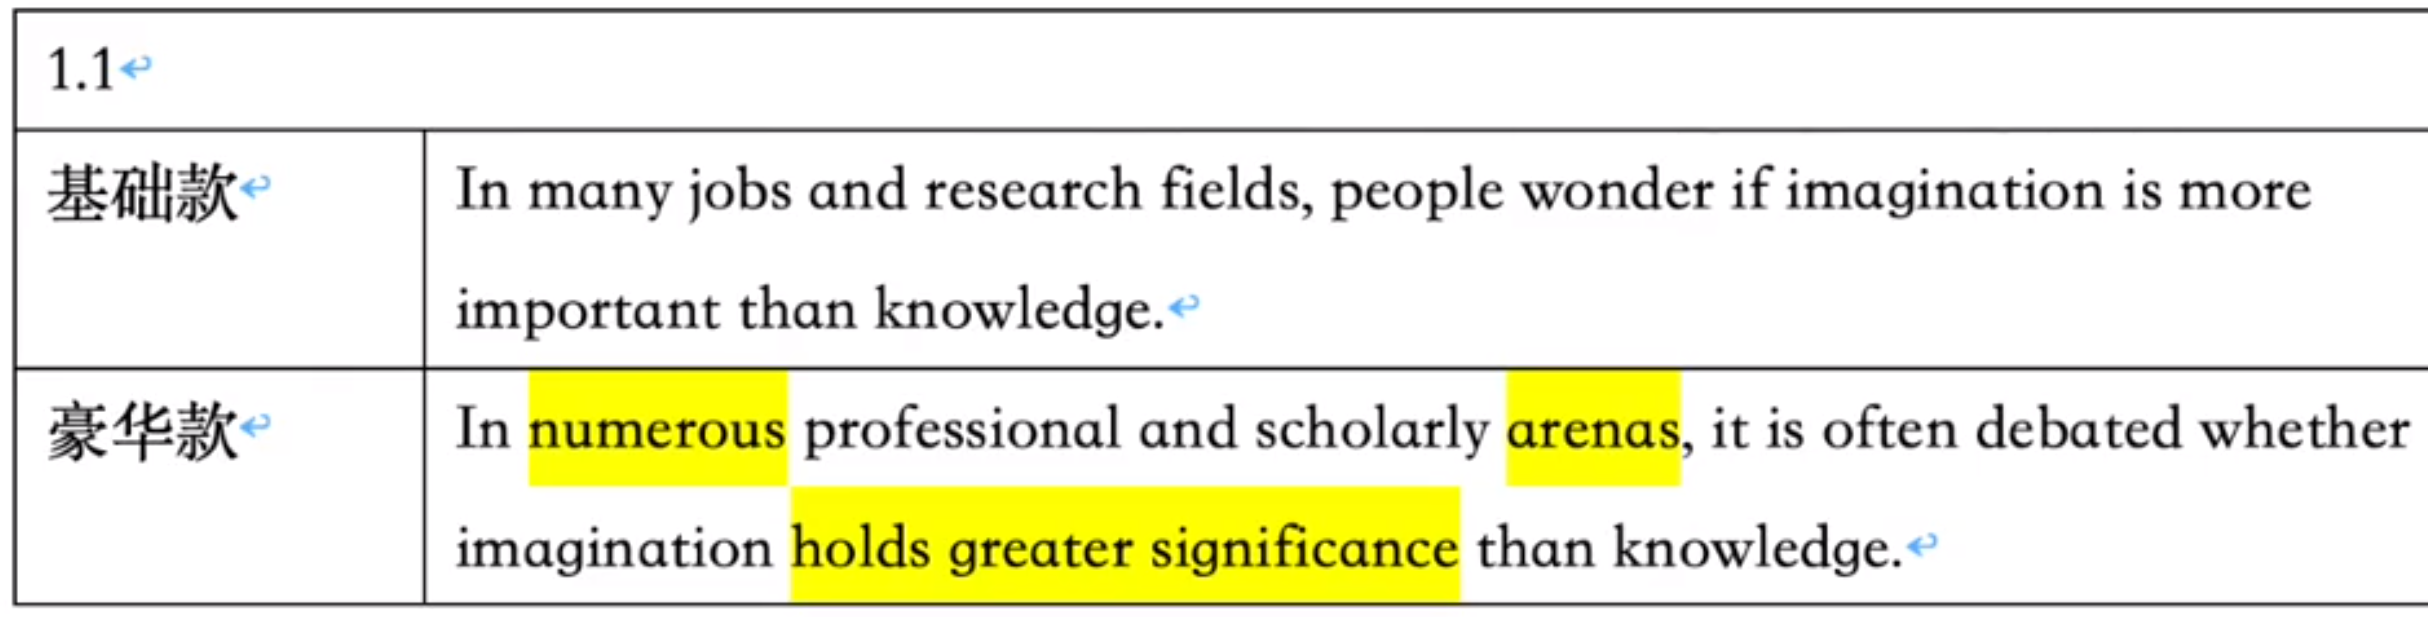 1.1
基础款
In many jobs and research fields, people wonder if imagination is more
important than knowledge.
豪华款
In numerous professional and scholarly arenas, it is often debated whether
imagination holds greater significance than knowledge.